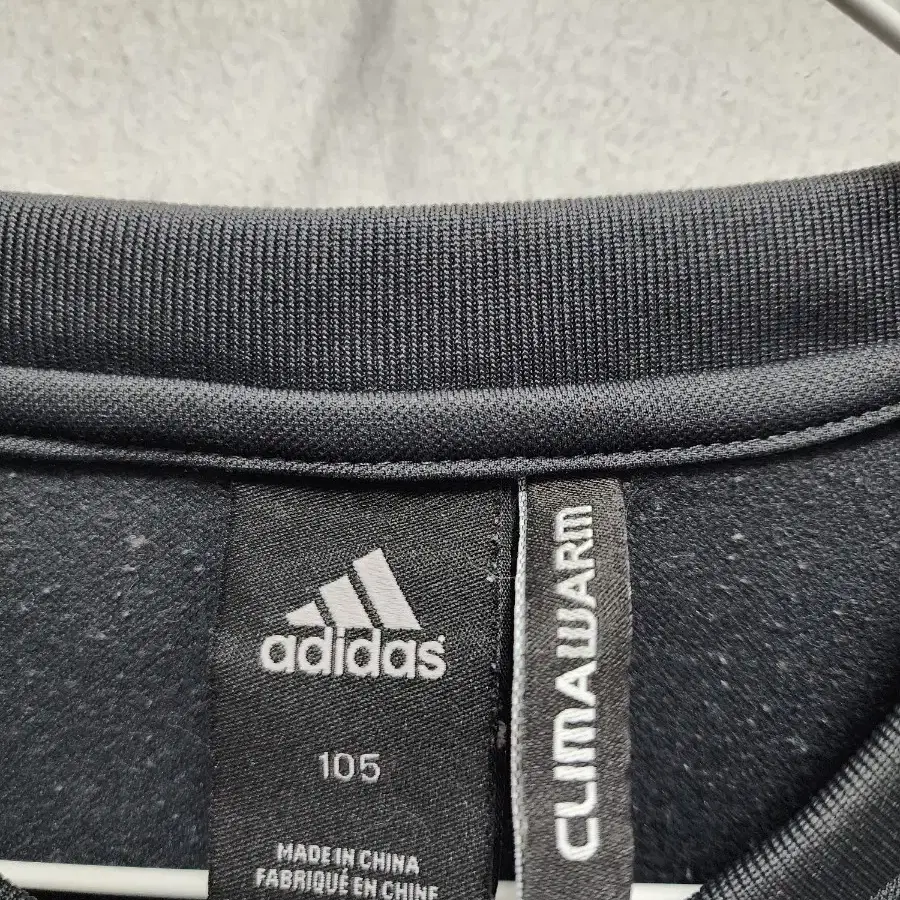 adidas
105
MADE IN CHINA
FABRIQUÉ EN CHINE
CLIMAWARM